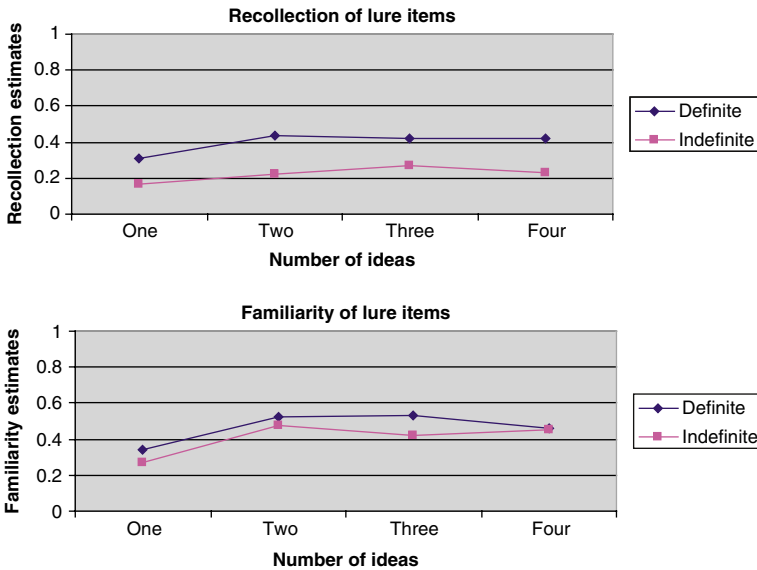 Recollection of lure items
Recollection estimates
1
0.8
0.6
0.4
0.2
0
One Two Three Four
Number of ideas
Definite
Indefinite
Familiarity of lure items
Familiarity estimates
1
0.8
0.6
0.4
0.2
0
One Two Three Four
Number of ideas
Definite
Indefinite